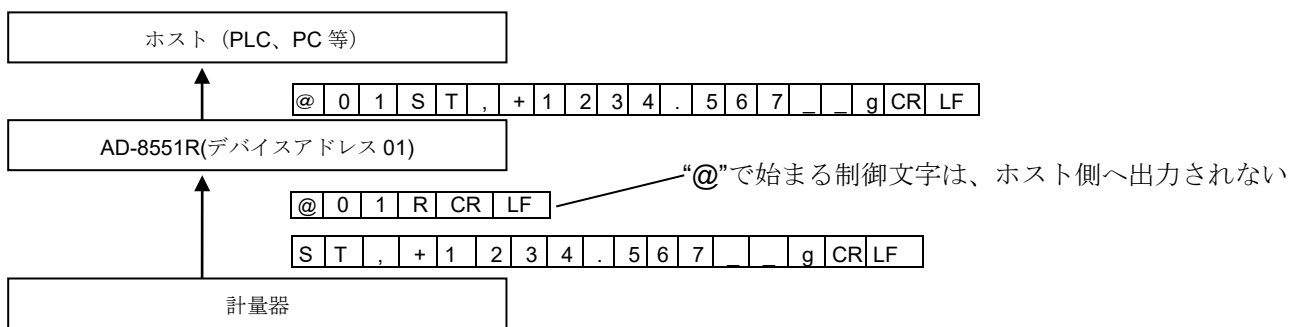 ホスト（PLC、PC 等）
@ 0 1 S T , + 1 2 3 4 . 5 6 7 _ _ g CR LF
AD-8551R(デバイスアドレス 01)
“@”で始まる制御文字は、ホスト側へ出力されない
@ 0 1 R CR LF
S T , + 1 2 3 4 . 5 6 7 _ _ g CR LF
計量器